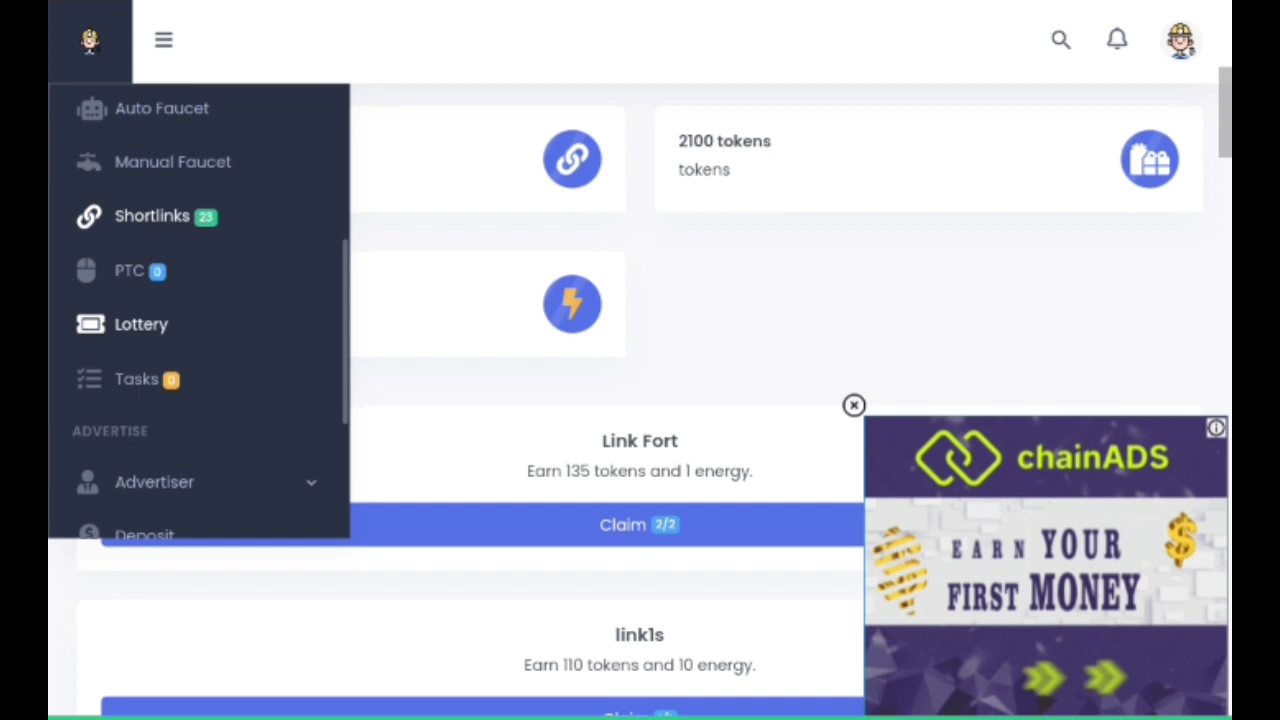 Auto Faucet
Manual Faucet
Shortlinks 23
PTC 0
Lottery
Tasks 0
ADVERTISE
Advertiser
Deposit
2100 tokens
tokens
Link Fort
Earn 135 tokens and 1 energy.
Claim 2/2
link1s
Earn 110 tokens and 10 energy.
Claim
chainADS
EARN YOUR
FIRST MONEY